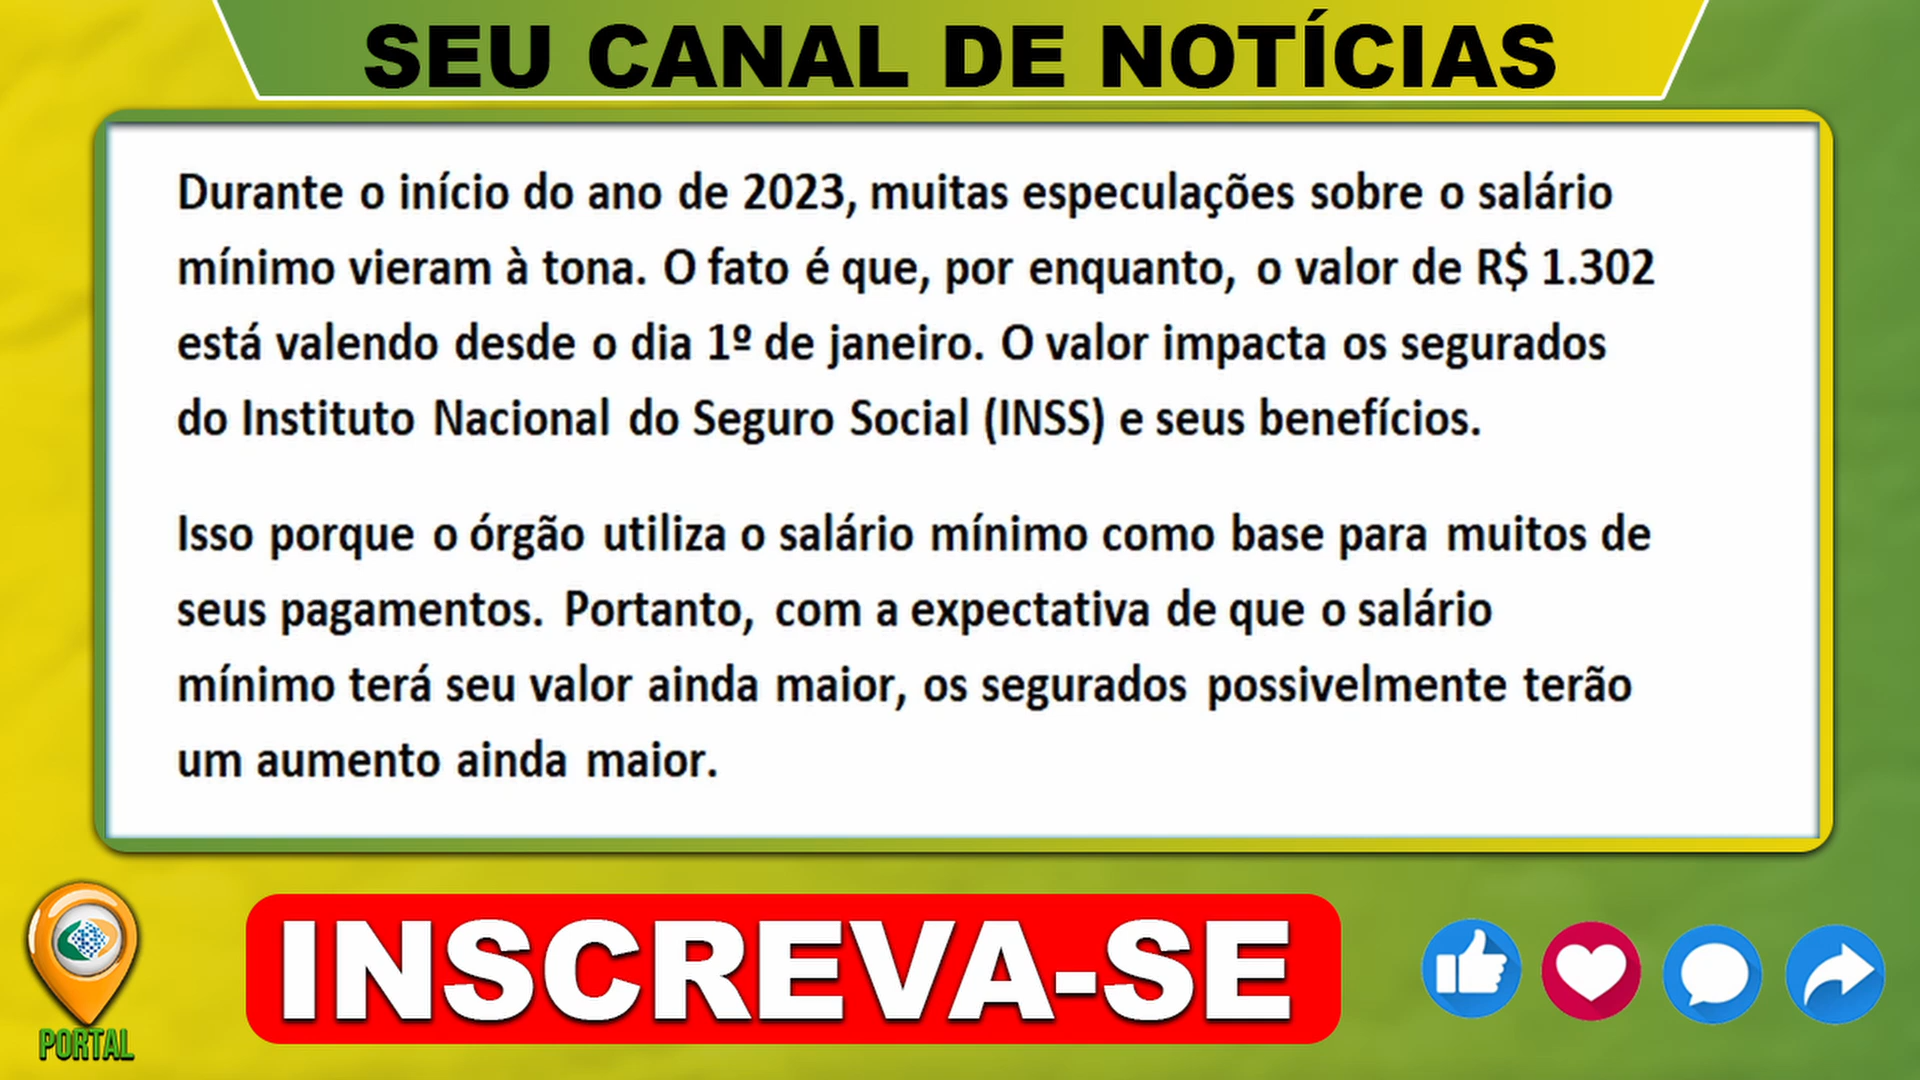 SEU CANAL DE NOTÍCIAS
Durante o início do ano de 2023, muitas especulações sobre o salário
mínimo vieram à tona. O fato é que, por enquanto, o valor de R$ 1.302
está valendo desde o dia 1º de janeiro. O valor impacta os segurados
do Instituto Nacional do Seguro Social (INSS) e seus benefícios.
Isso porque o órgão utiliza o salário mínimo como base para muitos de
seus pagamentos. Portanto, com a expectativa de que o salário
mínimo terá seu valor ainda maior, os segurados possivelmente terão
um aumento ainda maior.
INSCREVA-SE
PORTAL